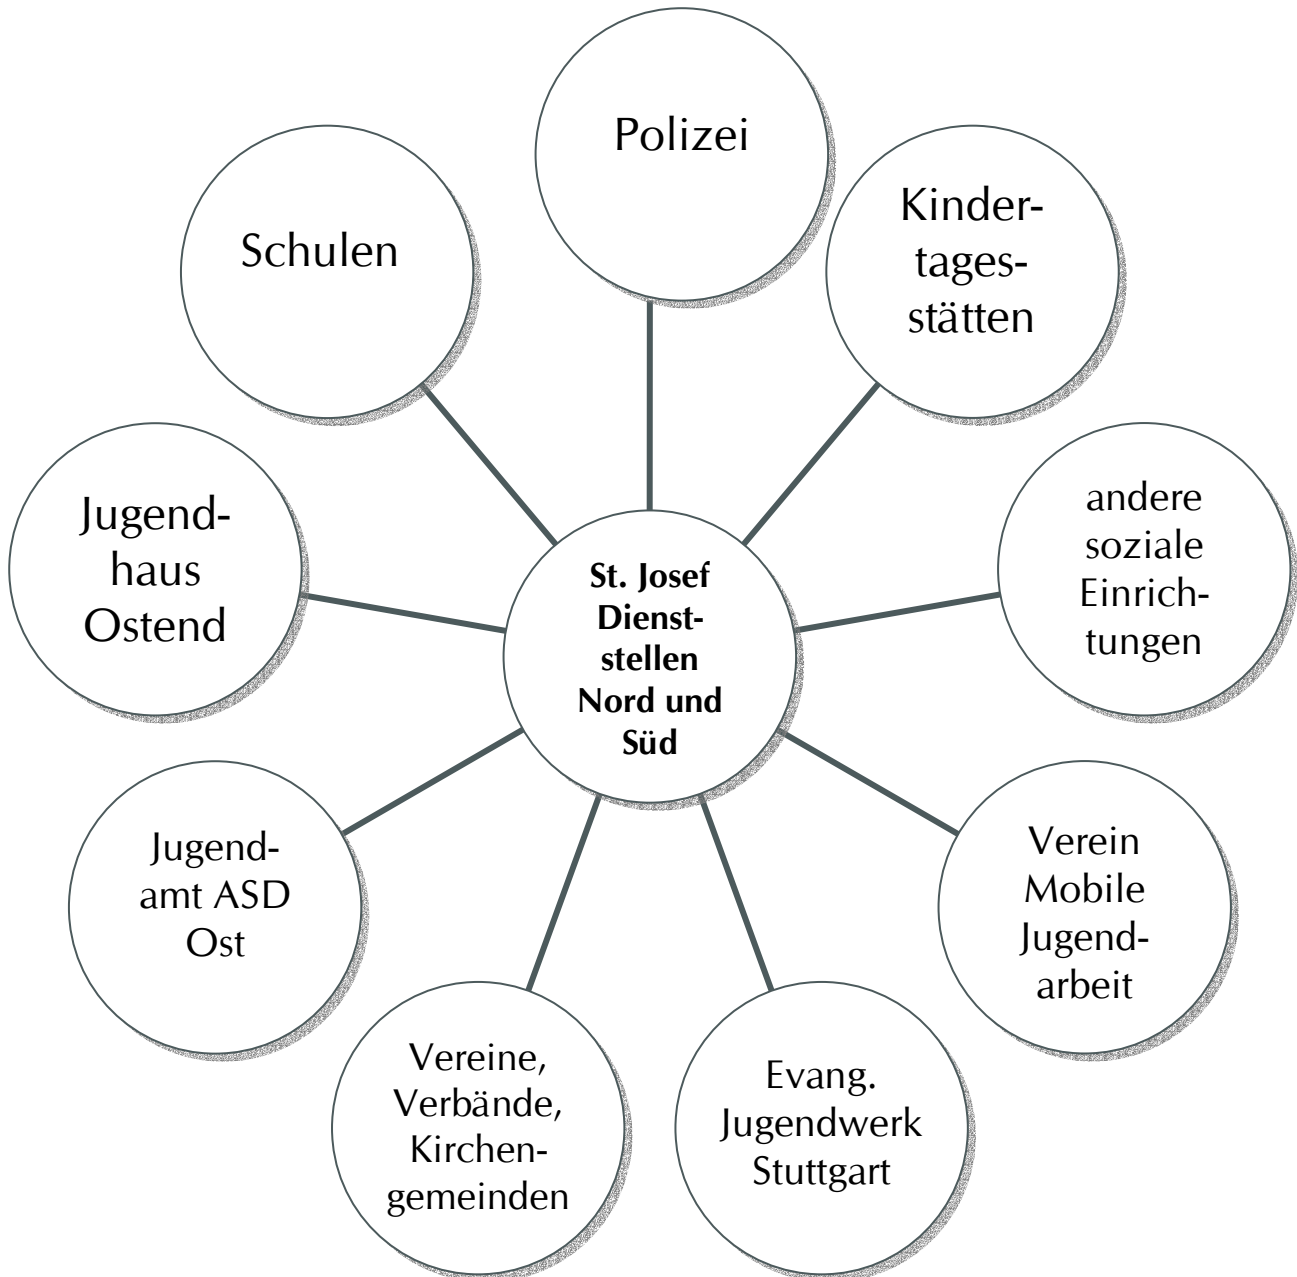 Polizei
Kinder-
tages-
stätten
Schulen
andere
soziale
Einrich-
tungen
Jugend-
haus
Ostend
St. Josef
Dienst-
stellen
Nord und
Süd
Verein
Mobile
Jugend-
arbeit
Jugend-
amt ASD
Ost
Evang.
Jugendwerk
Stuttgart
Vereine,
Verbände,
Kirchen-
gemeinden